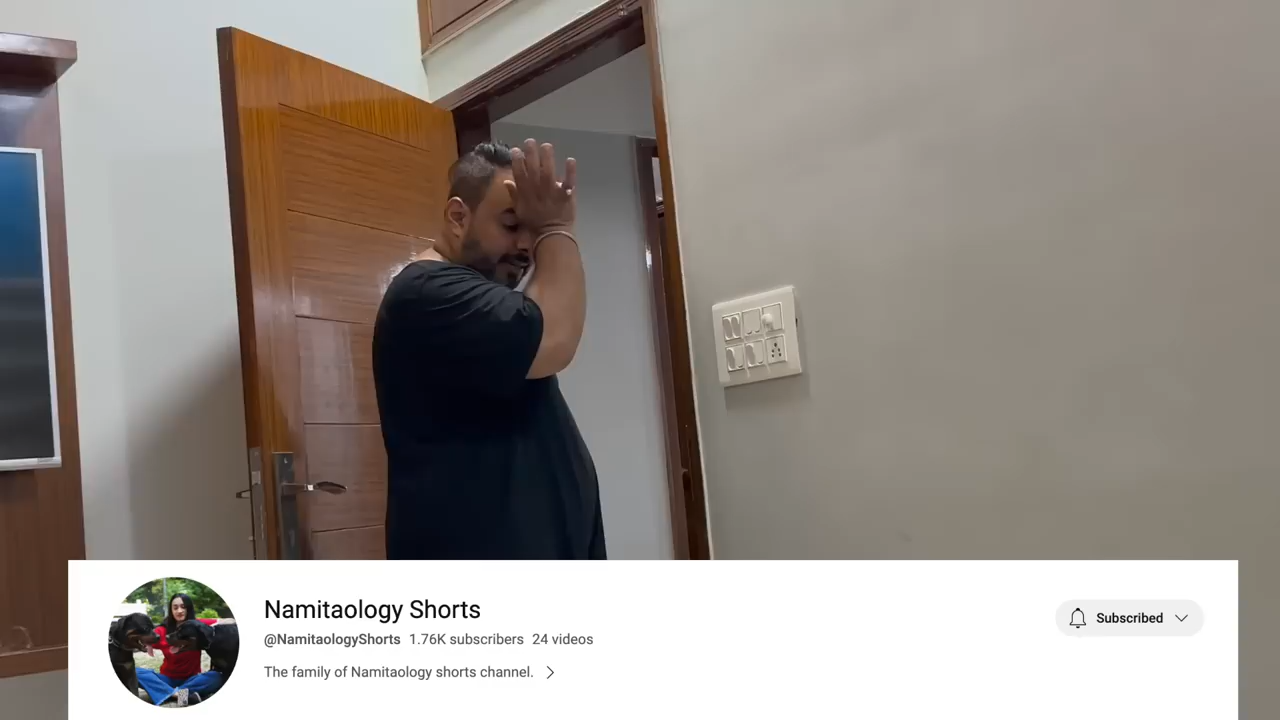 Namitaology Shorts
@NamitaologyShorts 1.76K subscribers 24 videos
The family of Namitaology shorts channel.
Subscribed